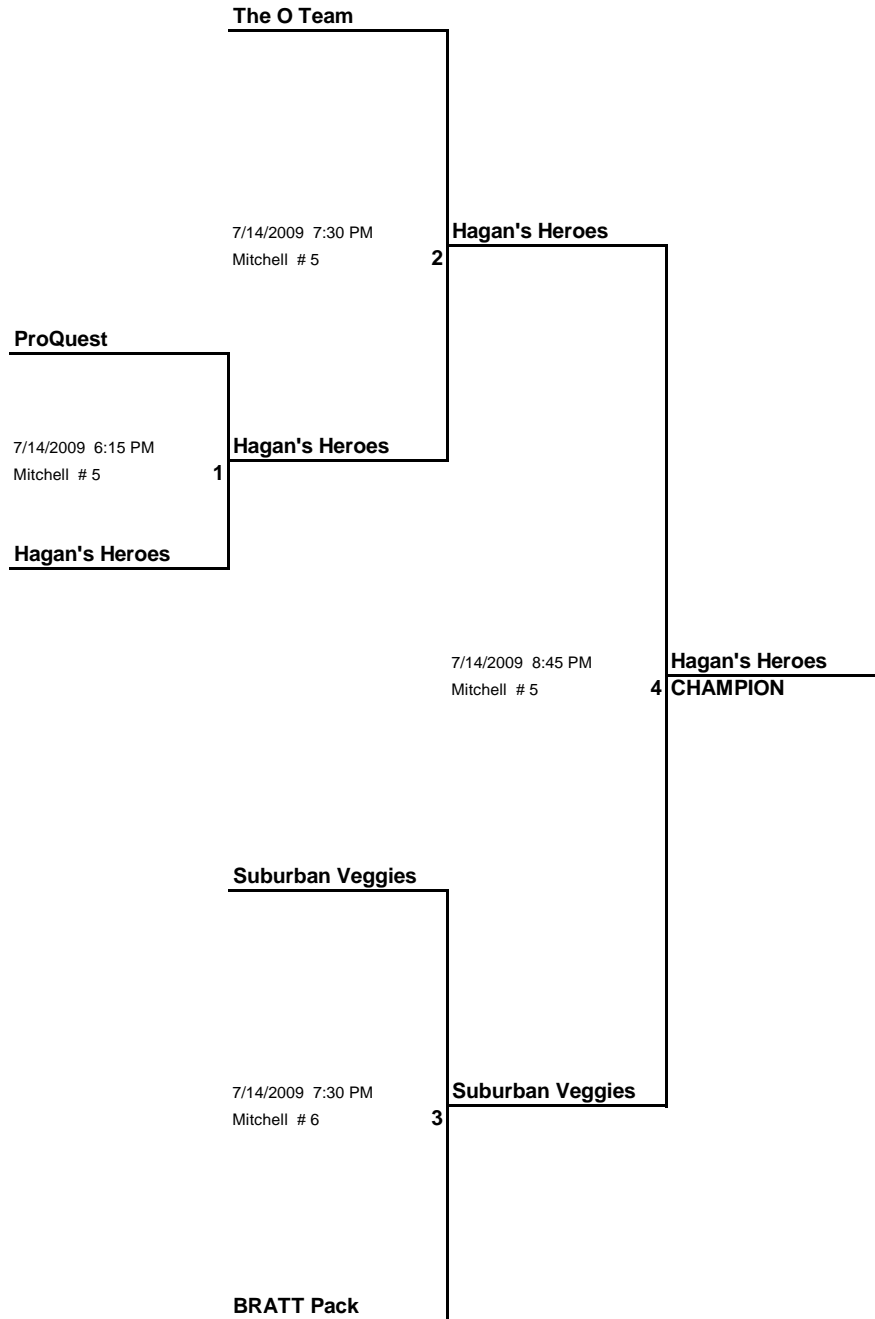 The O Team
7/14/2009 7:30 PM
Mitchell # 5
2
Hagan's Heroes
ProQuest
7/14/2009 6:15 PM
Mitchell # 5
1
Hagan's Heroes
Hagan's Heroes
7/14/2009 8:45 PM
Mitchell # 5
4
Hagan's Heroes
CHAMPION
Suburban Veggies
7/14/2009 7:30 PM
Mitchell # 6
3
Suburban Veggies
BRATT Pack